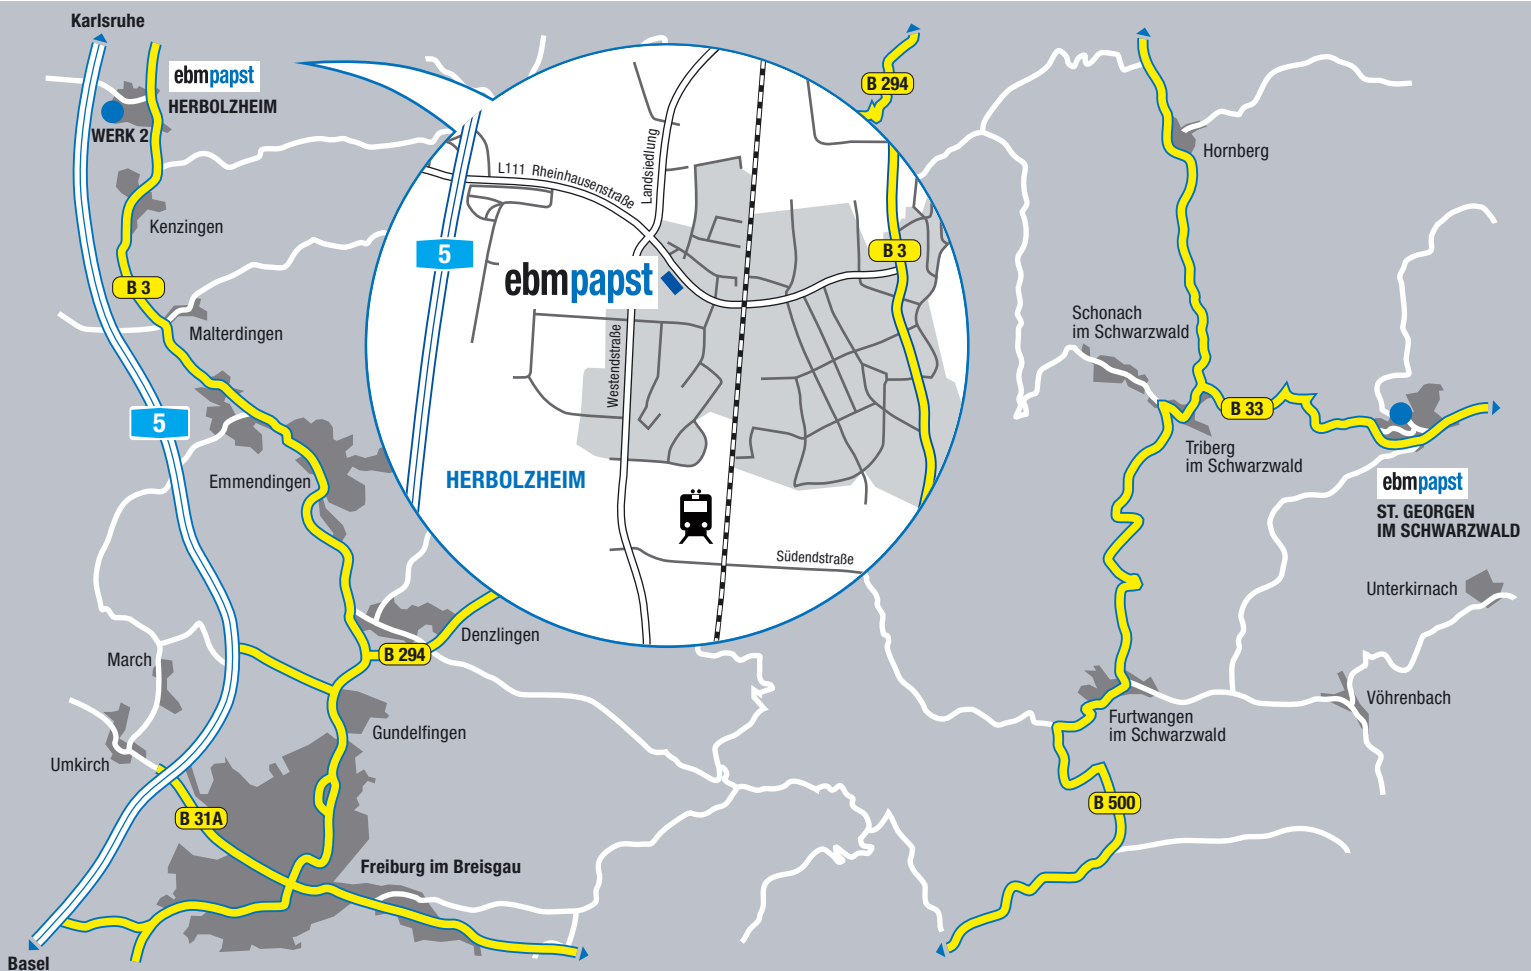 Karlsruhe
ebmpapst
HERBOLZHEIM
WERK 2
Kenzingen
B 3
Malterdingen
5
Emmendingen
Denzlingen
B 294
March
Gundelfingen
Umkirch
B 31A
Freiburg im Breisgau
Basel
L111 Rheinhausenstraße
Landsiedlung
5
ebmpapst
B 3
Westendstraße
HERBOLZHEIM
Südendstraße
B 294
Hornberg
Schonach
im Schwarzwald
B 33
Triberg
im Schwarzwald
ebmpapst
ST. GEORGEN
IM SCHWARZWALD
Unterkirnach
Vöhrenbach
Furtwangen
im Schwarzwald
B 500